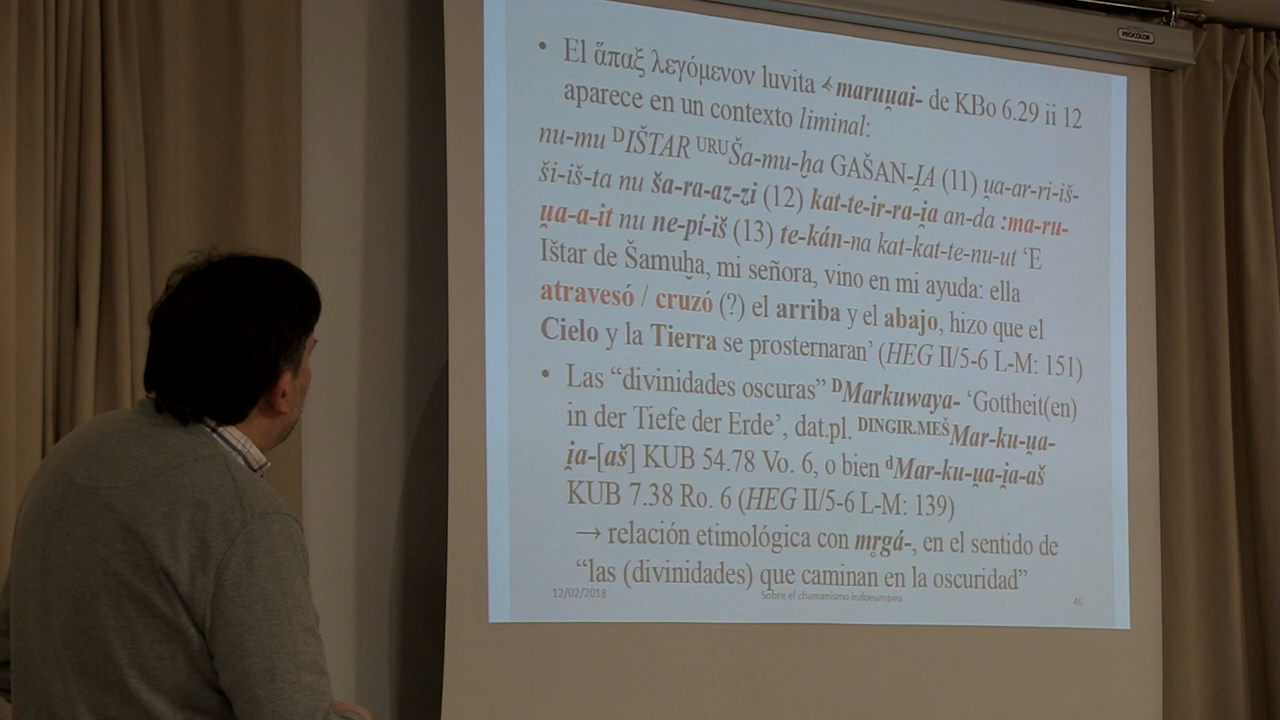 PROCOLOR
• El ἅπαξ λεγόμενον luvita 𒑱maruu̯ai- de KBo 6.29 ii 12
aparece en un contexto liminal:
nu-mu ᴰIŠTAR ᵁᴿᵁŠa-mu-ḫa GAŠAN-I̯A (11) u̯a-ar-ri-iš-
ši-iš-ta nu ša-ra-az-zi (12) kat-te-ir-ra-i̯a an-da :ma-ru-
u̯a-a-it nu ne-pí-iš (13) te-kán-na kat-kat-te-nu-ut ‘E
Ištar de Šamuḫa, mi señora, vino en mi ayuda: ella
atravesó / cruzó (?) el arriba y el abajo, hizo que el
Cielo y la Tierra se prosternaran’ (HEG II/5-6 L-M: 151)
• Las “divinidades oscuras” ᴰMarkuwaya- ‘Gottheit(en)
in der Tiefe der Erde’, dat.pl. DINGIR.MEŠMar-ku-u̯a-
i̯a-[aš] KUB 54.78 Vo. 6, o bien ᵈMar-ku-u̯a-i̯a-aš
KUB 7.38 Ro. 6 (HEG II/5-6 L-M: 139)
→ relación etimológica con mr̥gá-, en el sentido de
“las (divinidades) que caminan en la oscuridad”
12/02/2018 Sobre el chamanismo indoeuropeo 46